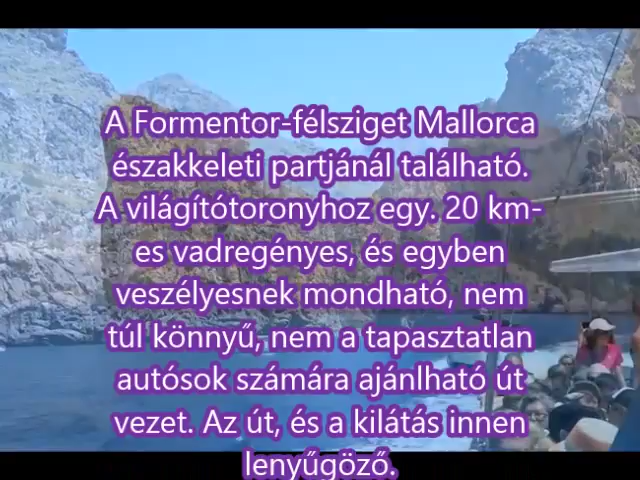 A Formentor-félsziget Mallorca
északkeleti partjánál található.
A világítótoronyhoz egy. 20 km-
es vadregényes, és egyben
veszélyesnek mondható, nem
túl könnyű, nem a tapasztatlan
autósok számára ajánlható út
vezet. Az út, és a kilátás innen
lenyűgöző.